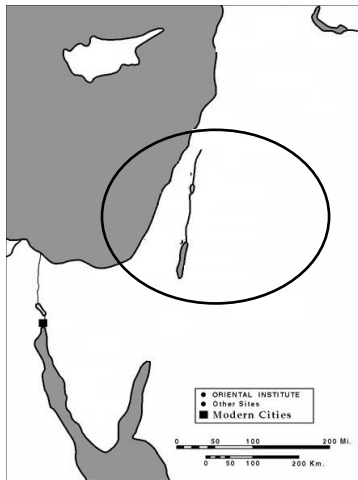 ORIENTAL INSTITUTE
Other Sites
Modern Cities
0 50 100 200 Mi.
0 50 100 200 Km.